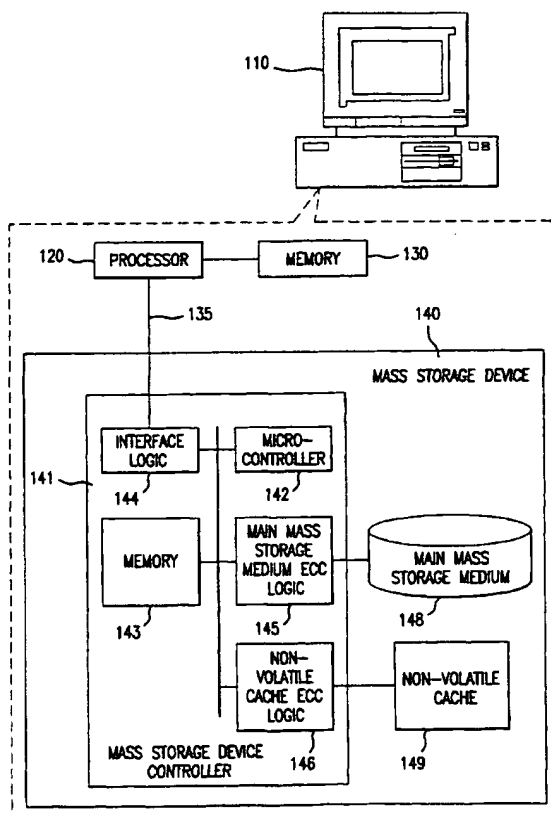 110
120
PROCESSOR
MEMORY
130
135
140
MASS STORAGE DEVICE
141
INTERFACE
LOGIC
144
MICRO-
CONTROLLER
142
MEMORY
143
MAIN MASS
STORAGE
MEDIUM ECC
LOGIC
145
MAIN MASS
STORAGE MEDIUM
148
NON-
VOLATILE
CACHE ECC
LOGIC
146
NON-VOLATILE
CACHE
149
MASS STORAGE DEVICE
CONTROLLER